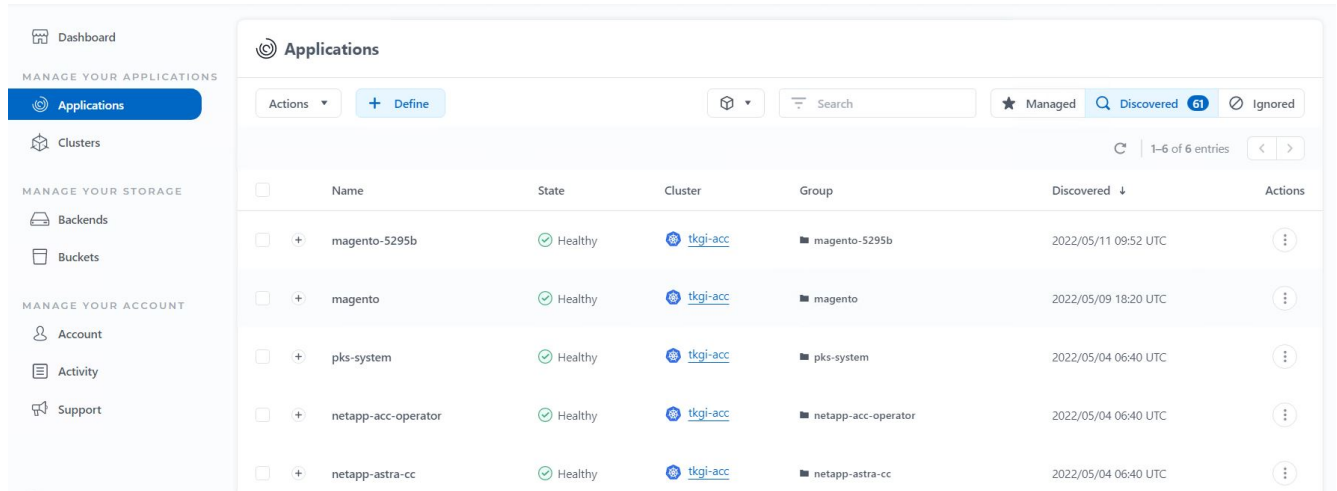 Dashboard
MANAGE YOUR APPLICATIONS
Applications
Clusters
MANAGE YOUR STORAGE
Backends
Buckets
MANAGE YOUR ACCOUNT
Account
Activity
Support
Applications
Actions + Define Search Managed Discovered 61 Ignored
1–6 of 6 entries
Name State Cluster Group Discovered ↓ Actions
magento-5295b Healthy tkgi-acc magento-5295b 2022/05/11 09:52 UTC
magento Healthy tkgi-acc magento 2022/05/09 18:20 UTC
pks-system Healthy tkgi-acc pks-system 2022/05/04 06:40 UTC
netapp-acc-operator Healthy tkgi-acc netapp-acc-operator 2022/05/04 06:40 UTC
netapp-astra-cc Healthy tkgi-acc netapp-astra-cc 2022/05/04 06:40 UTC